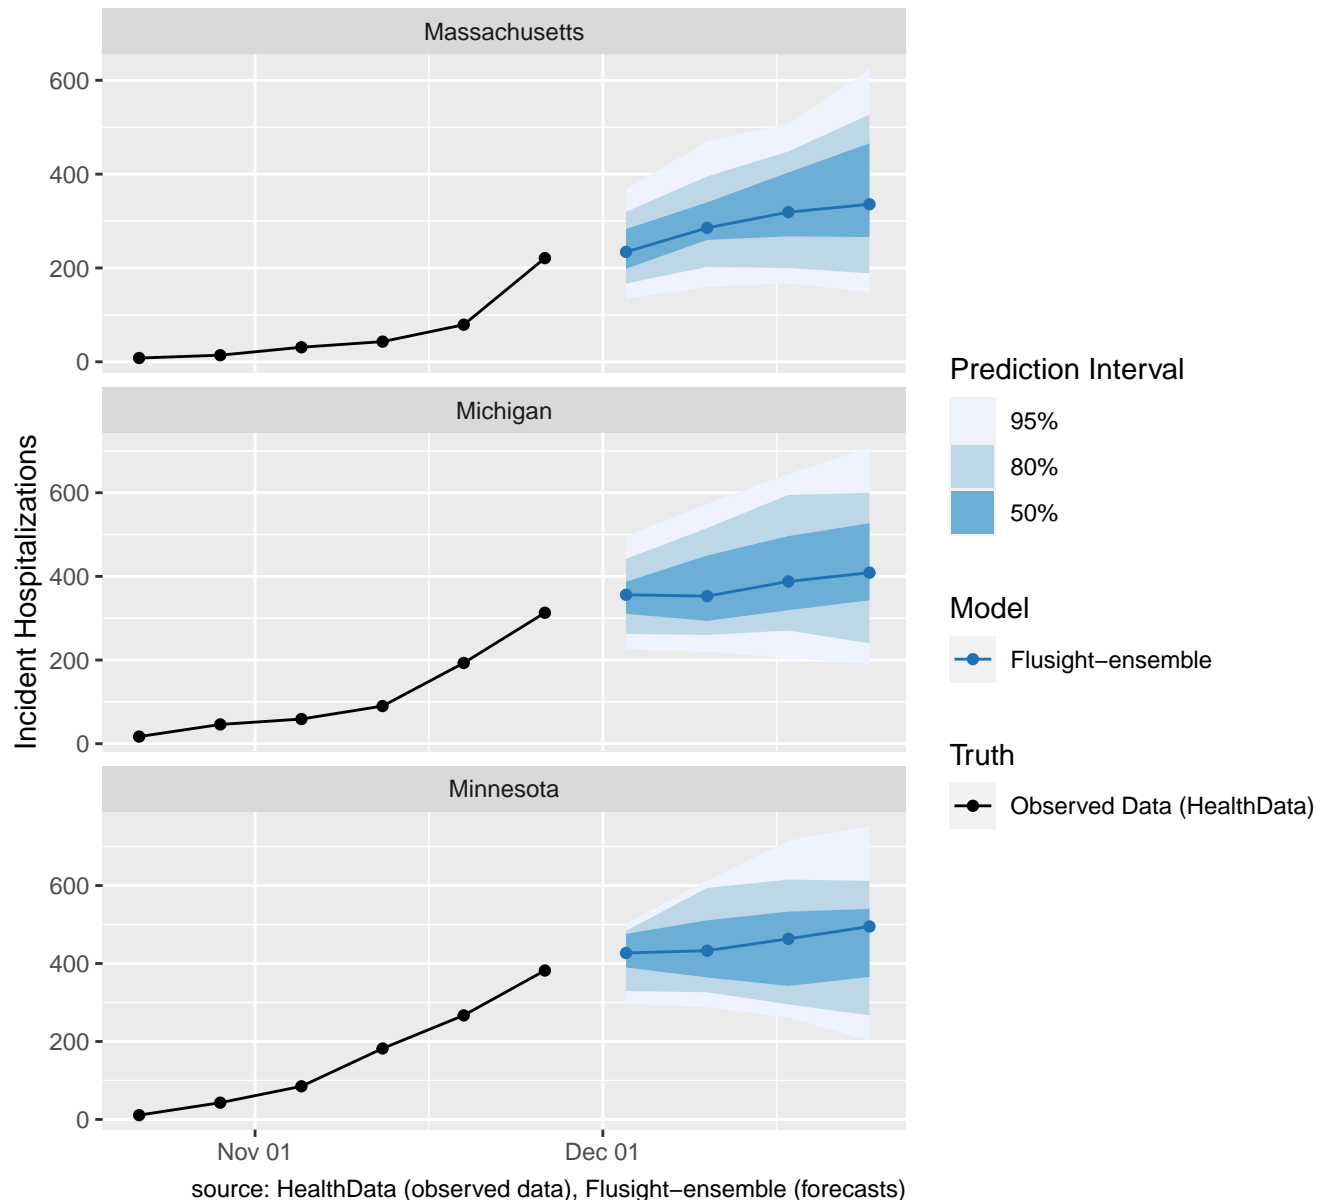 Massachusetts
600
400
200
0
Michigan
600
400
200
0
Minnesota
600
400
200
0
Incident Hospitalizations
Nov 01
Dec 01
source: HealthData (observed data), Flusight−ensemble (forecasts)
Prediction Interval
95%
80%
50%
Model
Flusight−ensemble
Truth
Observed Data (HealthData)